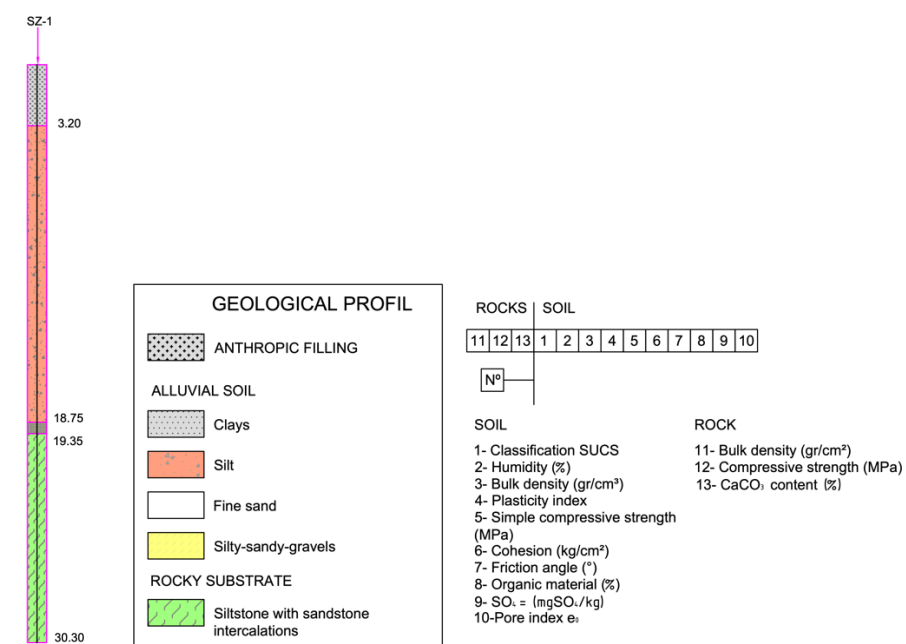 SZ-1
3.20
18.75
19.35
30.30
GEOLOGICAL PROFIL
ANTHROPIC FILLING
ALLUVIAL SOIL
Clays
Silt
Fine sand
Silty-sandy-gravels
ROCKY SUBSTRATE
Siltstone with sandstone
intercalations
ROCKS SOIL
11 12 13 1 2 3 4 5 6 7 8 9 10
Nº
SOIL
1- Classification SUCS
2- Humidity (%)
3- Bulk density (gr/cm³)
4- Plasticity index
5- Simple compressive strength
(MPa)
6- Cohesion (kg/cm²)
7- Friction angle (°)
8- Organic material (%)
9- SO₄ = (mgSO₄/kg)
10-Pore index e₀
ROCK
11- Bulk density (gr/cm²)
12- Compressive strength (MPa)
13- CaCO₃ content (%)